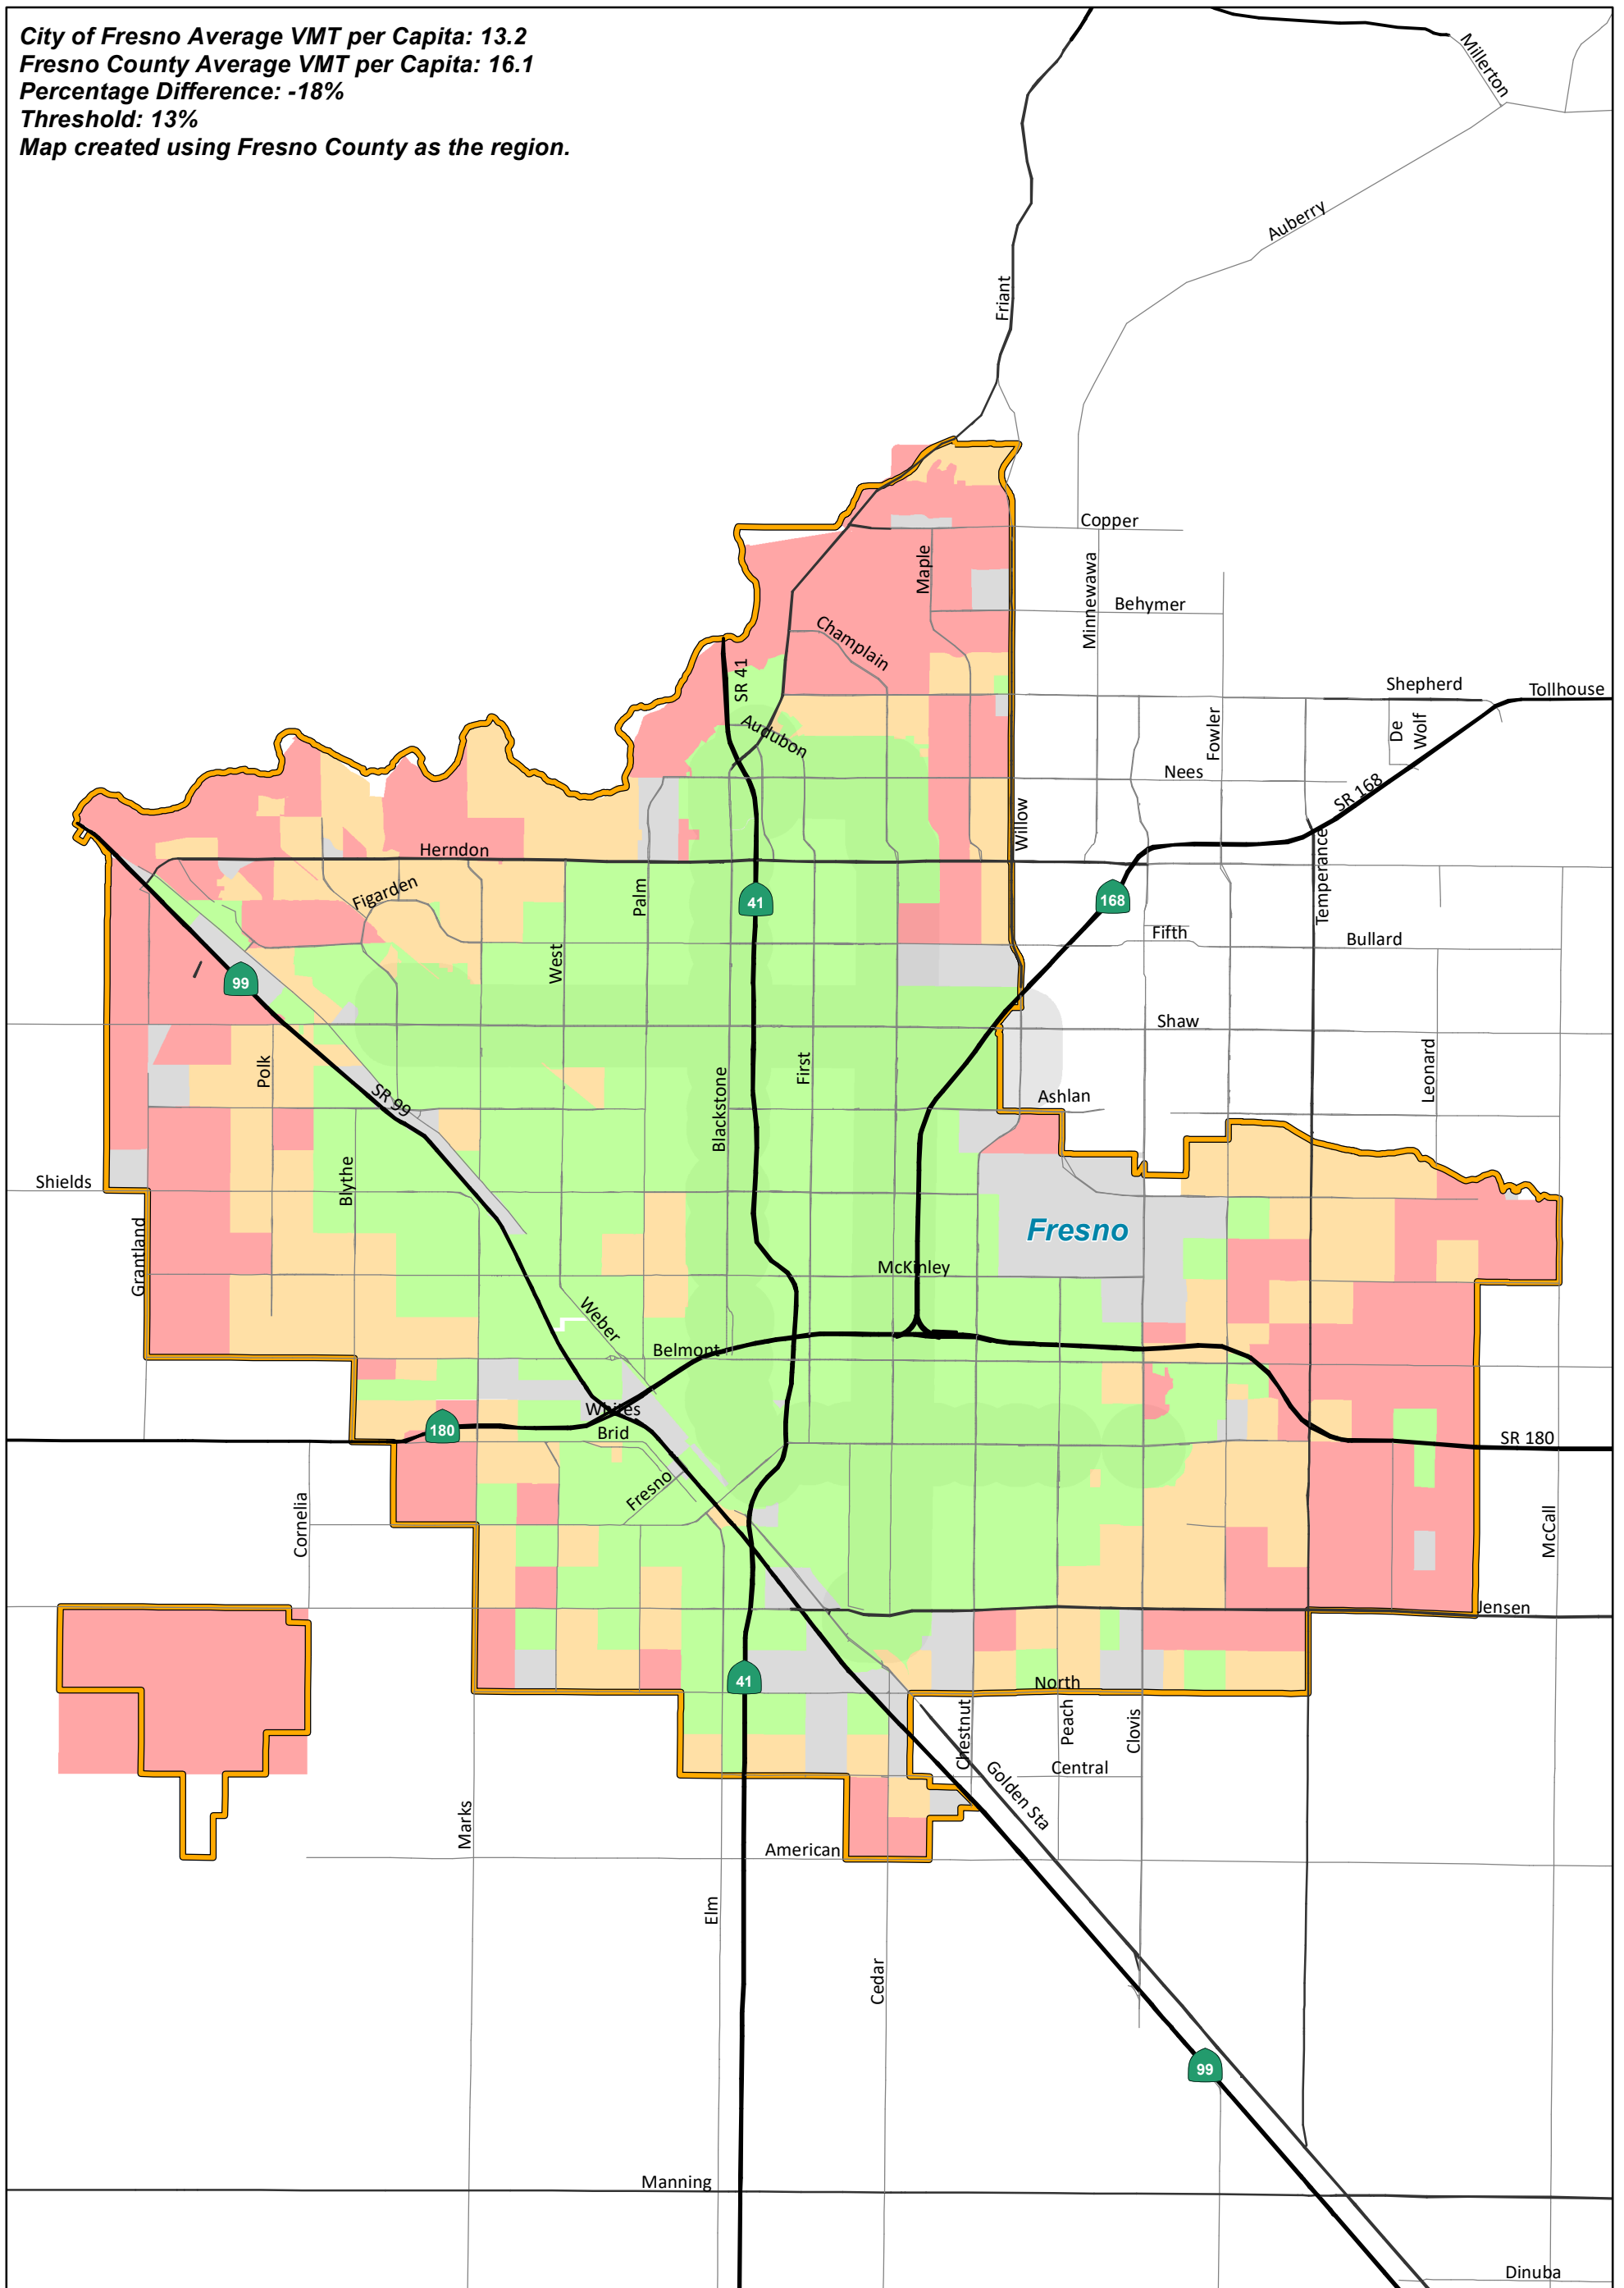 City of Fresno Average VMT per Capita: 13.2
Fresno County Average VMT per Capita: 16.1
Percentage Difference: -18%
Threshold: 13%
Map created using Fresno County as the region.
Millerton
Auberry
Friant
Copper
Maple
Minnewawa
Behymer
Champlain
SR 41
Shepherd
Tollhouse
De
Wolf
Audubon
Fowler
Nees
SR 168
Willow
Temperance
Herndon
Figarden
Palm
41
168
West
Fifth
Bullard
99
Shaw
Polk
SR 99
Blackstone
First
Ashlan
Leonard
Shields
Blythe
Grantland
Fresno
McKinley
Weber
Belmont
Whites
Brid
180
SR 180
Fresno
Cornelia
McCall
Jensen
41
North
Chestnut
Peach
Clovis
Central
Golden Sta
Marks
American
Elm
Cedar
99
Manning
Dinuba